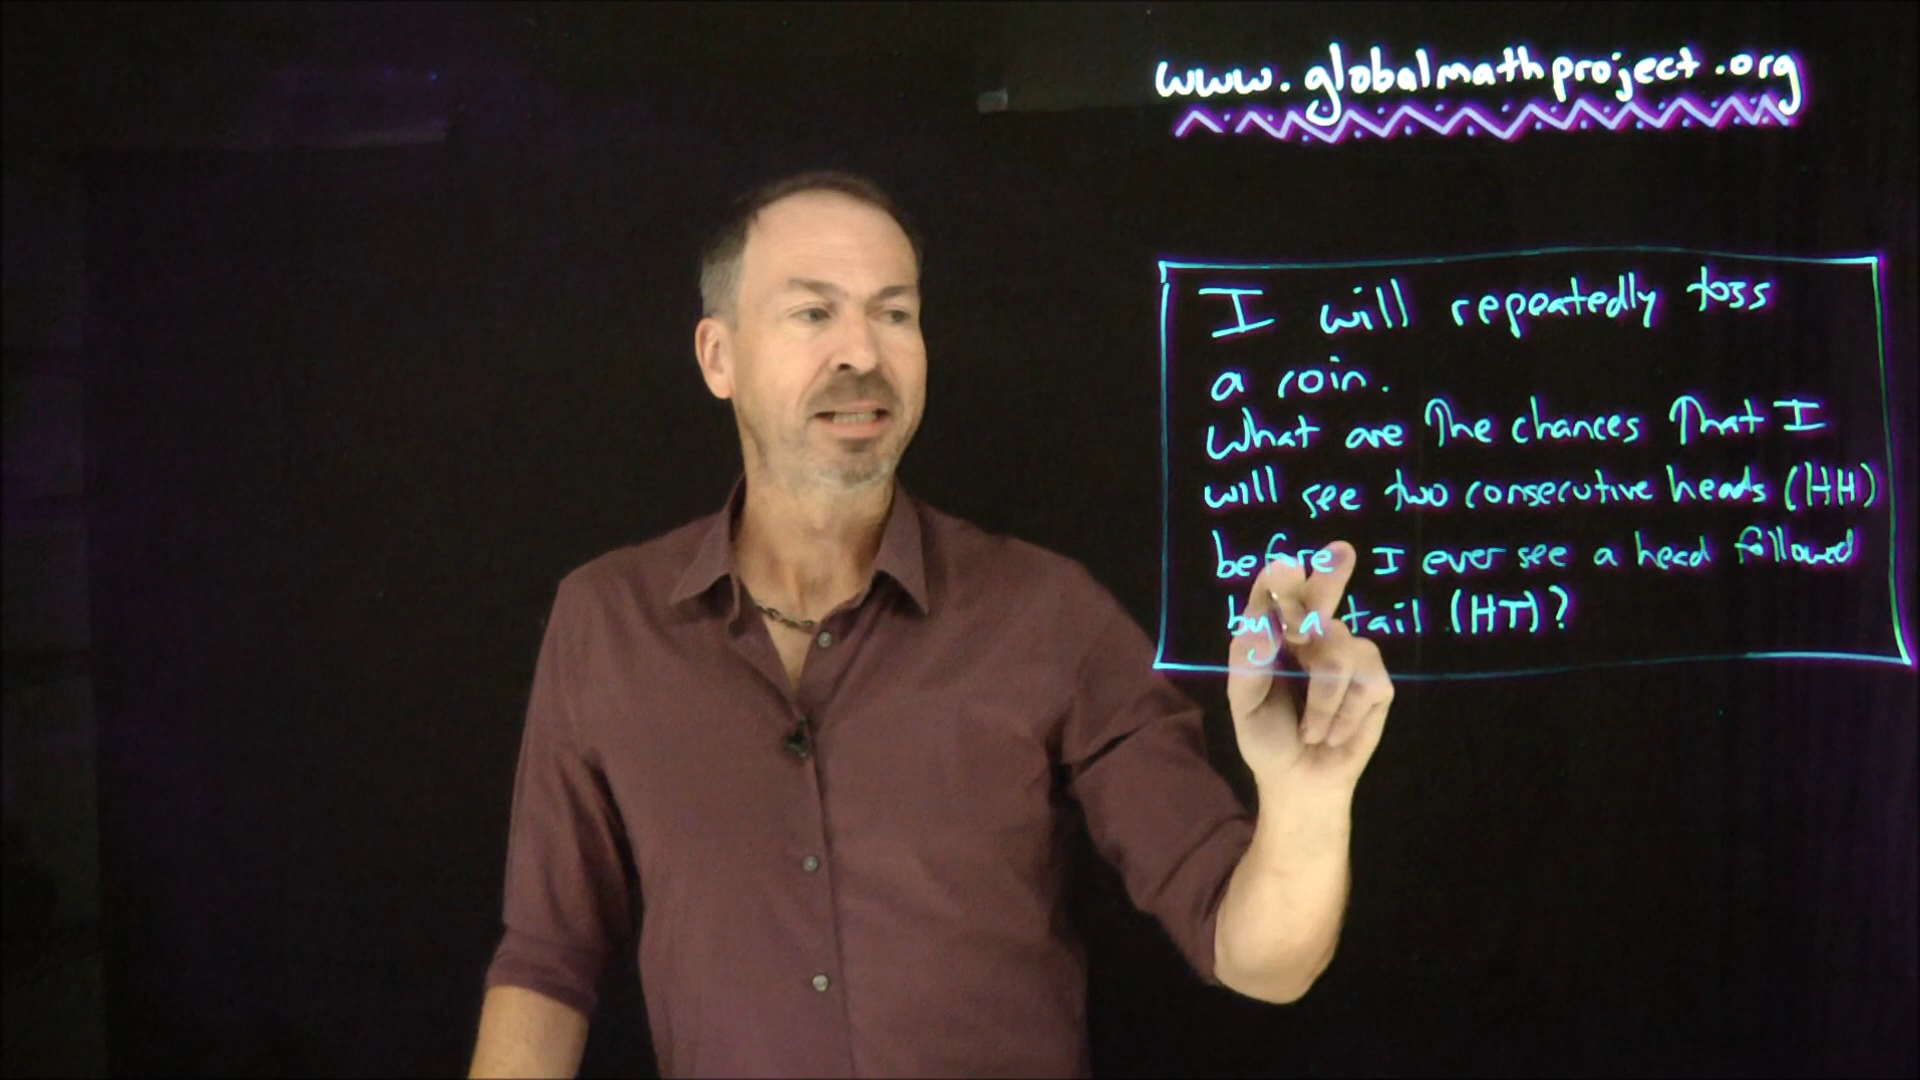 www.globalmathproject.org
I will repeatedly toss
a coin.
What are the chances that I
will see two consecutive heads (HH)
before I ever see a head followed
by a tail (HT)?